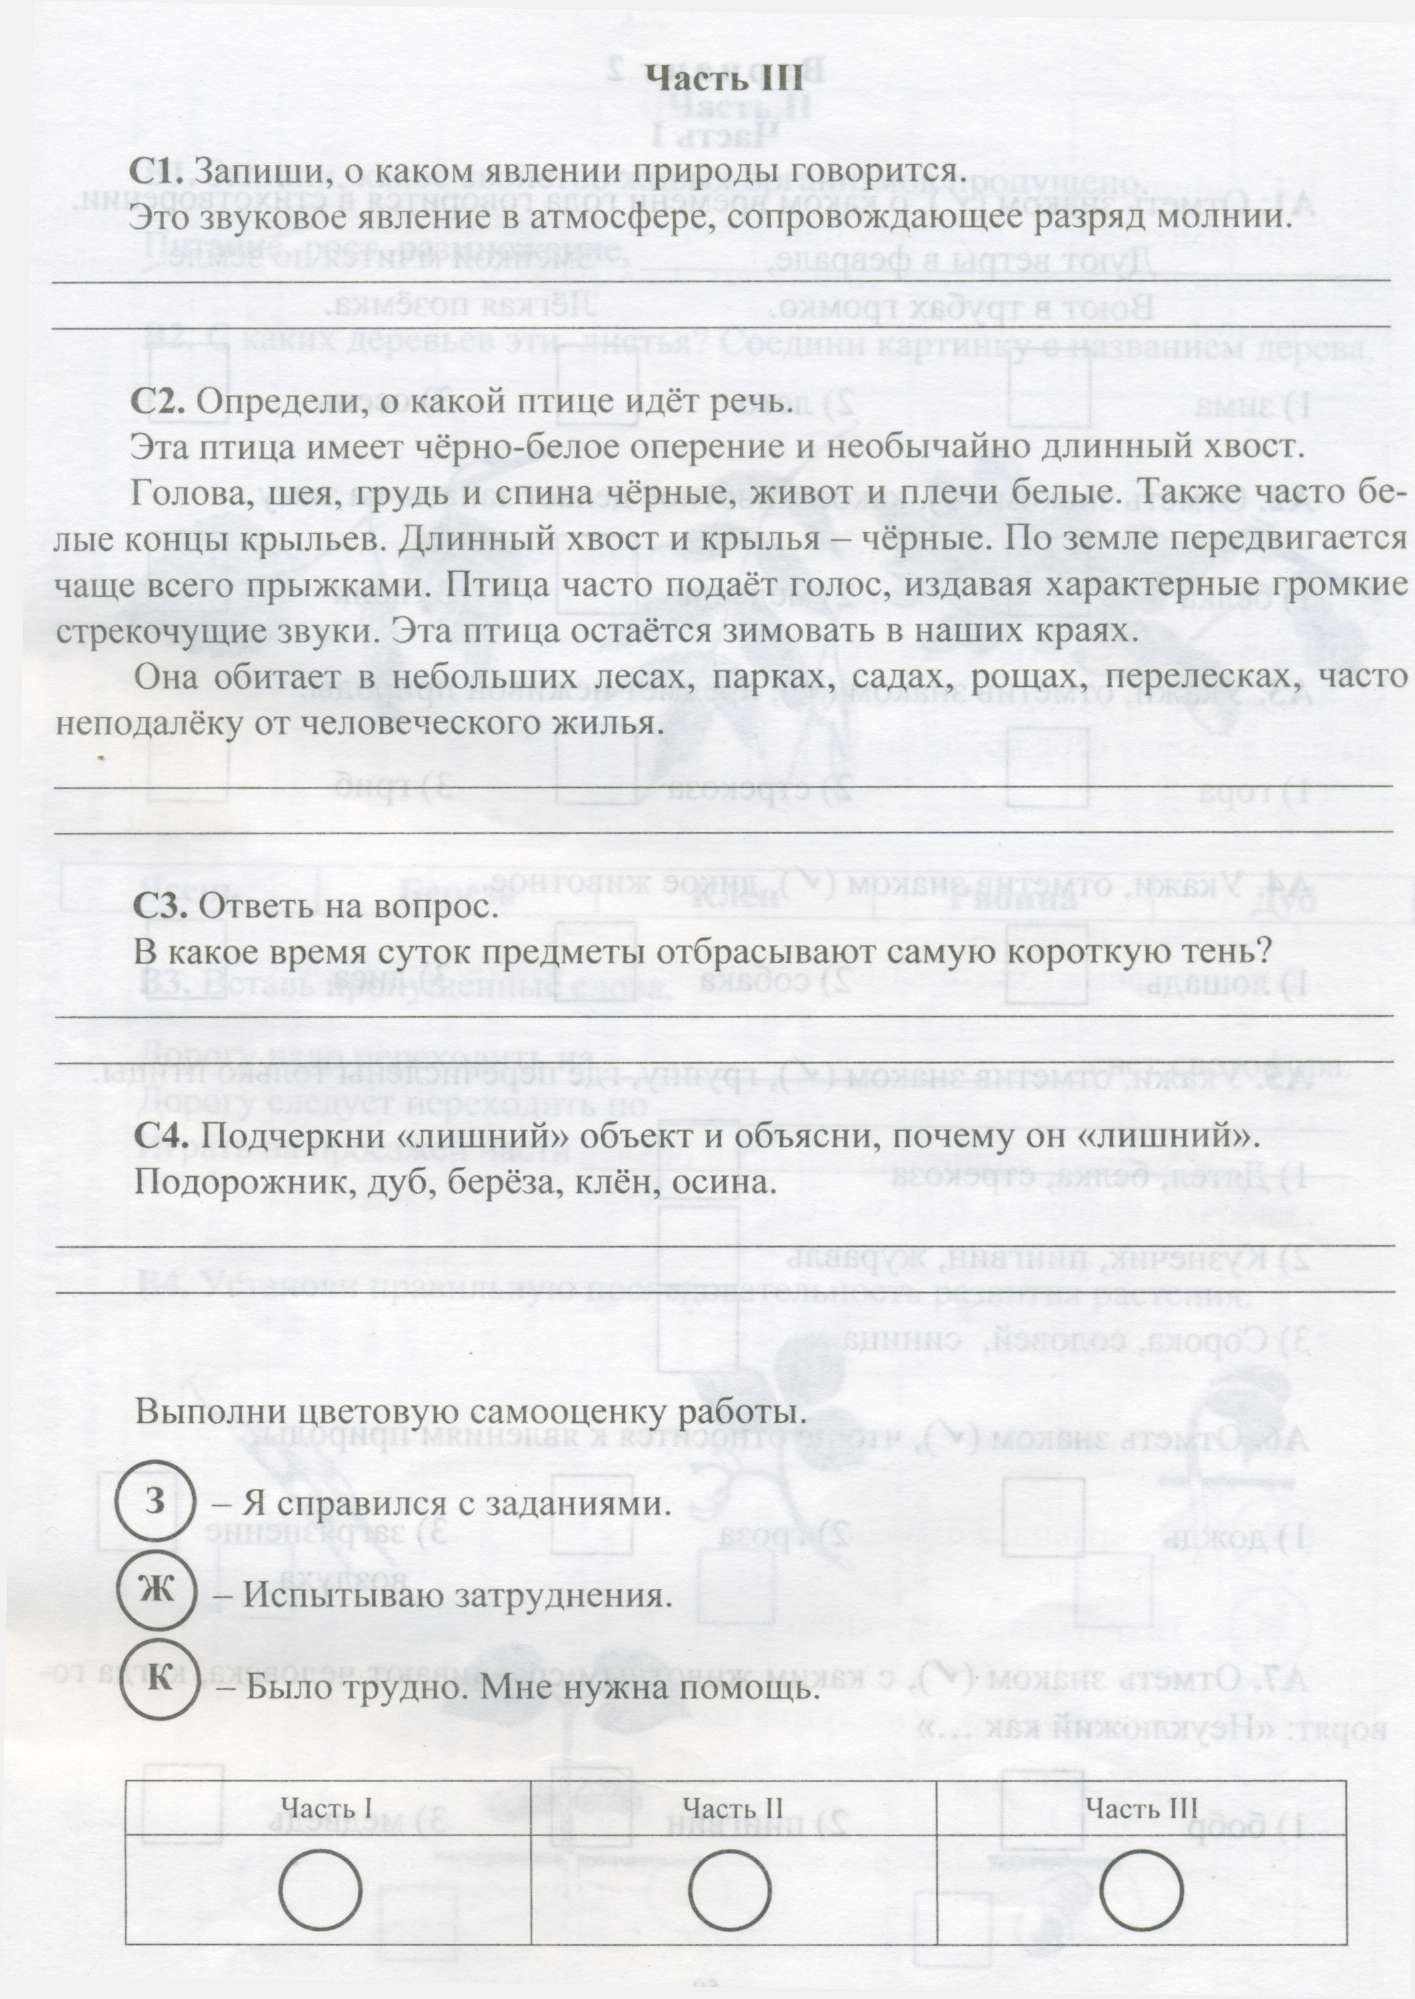 Часть III
С1. Запиши, о каком явлении природы говорится.
Это звуковое явление в атмосфере, сопровождающее разряд молнии.
С2. Определи, о какой птице идёт речь.
Эта птица имеет чёрно-белое оперение и необычайно длинный хвост.
Голова, шея, грудь и спина чёрные, живот и плечи белые. Также часто бе-
лые концы крыльев. Длинный хвост и крылья – чёрные. По земле передвигается
чаще всего прыжками. Птица часто подаёт голос, издавая характерные громкие
стрекочущие звуки. Эта птица остаётся зимовать в наших краях.
Она обитает в небольших лесах, парках, садах, рощах, перелесках, часто
неподалёку от человеческого жилья.
С3. Ответь на вопрос.
В какое время суток предметы отбрасывают самую короткую тень?
С4. Подчеркни «лишний» объект и объясни, почему он «лишний».
Подорожник, дуб, берёза, клён, осина.
Выполни цветовую самооценку работы.
З – Я справился с заданиями.
Ж – Испытываю затруднения.
К – Было трудно. Мне нужна помощь.
Часть I Часть II Часть III